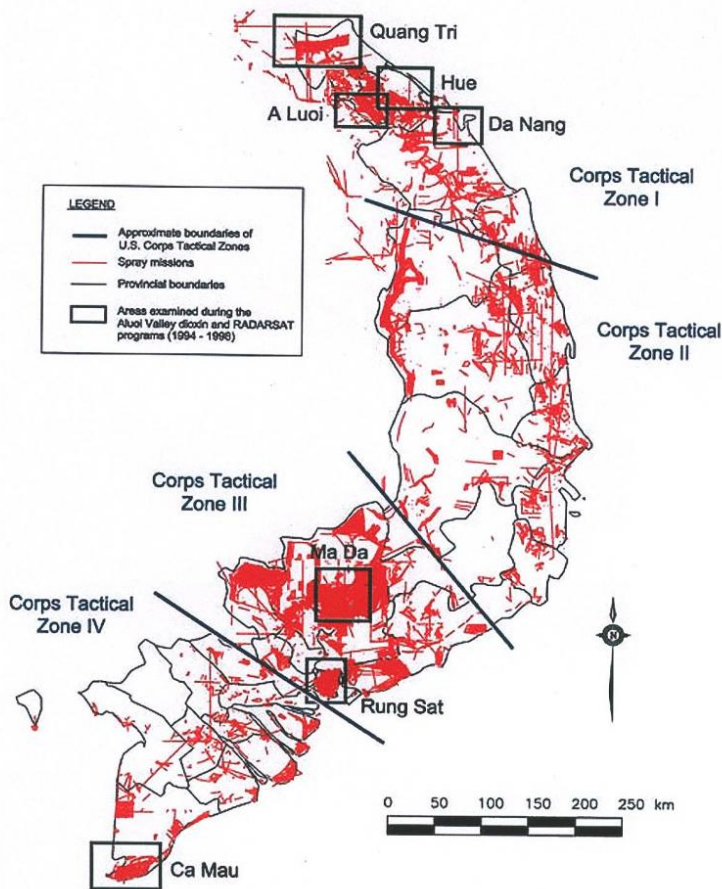 Quang Tri
Hue
A Luoi
Da Nang
Corps Tactical
Zone I
LEGEND
Approximate boundaries of
U.S. Corps Tactical Zones
Spray missions
Provincial boundaries
Areas examined during the
Aluoi Valley dioxin and RADARSAT
programs (1994 - 1998)
Corps Tactical
Zone II
Corps Tactical
Zone III
Ma Da
Corps Tactical
Zone IV
N
Rung Sat
0 50 100 150 200 250 km
Ca Mau